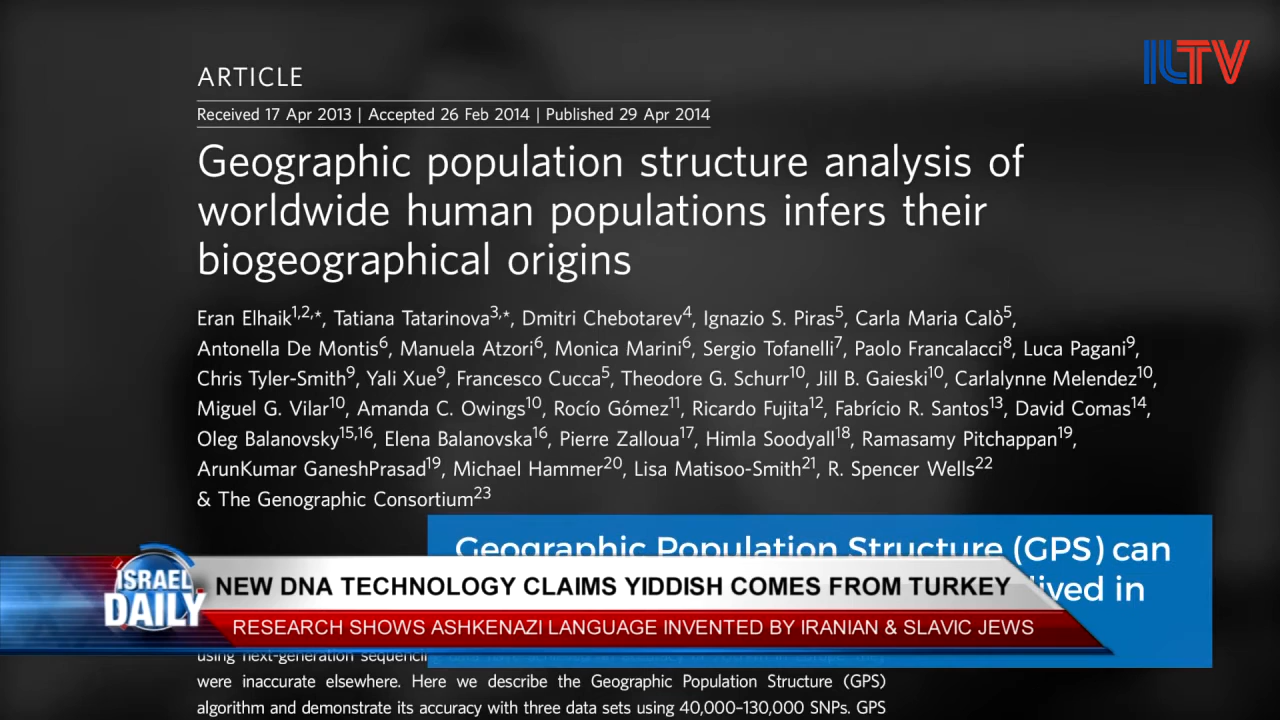 ILTV
ARTICLE
Received 17 Apr 2013 | Accepted 26 Feb 2014 | Published 29 Apr 2014
Geographic population structure analysis of
worldwide human populations infers their
biogeographical origins
Eran Elhaik1,2,*, Tatiana Tatarinova3,*, Dmitri Chebotarev4, Ignazio S. Piras5, Carla Maria Calò5,
Antonella De Montis6, Manuela Atzori6, Monica Marini6, Sergio Tofanelli7, Paolo Francalacci8, Luca Pagani9,
Chris Tyler-Smith9, Yali Xue9, Francesco Cucca5, Theodore G. Schurr10, Jill B. Gaieski10, Carlalynne Melendez10,
Miguel G. Vilar10, Amanda C. Owings10, Rocío Gómez11, Ricardo Fujita12, Fabrício R. Santos13, David Comas14,
Oleg Balanovsky15,16, Elena Balanovska16, Pierre Zalloua17, Himla Soodyall18, Ramasamy Pitchappan19,
ArunKumar GaneshPrasad19, Michael Hammer20, Lisa Matisoo-Smith21, R. Spencer Wells22
& The Genographic Consortium23
Geographic Population Structure (GPS) can
lived in
ISRAEL
DAILY
NEW DNA TECHNOLOGY CLAIMS YIDDISH COMES FROM TURKEY
RESEARCH SHOWS ASHKENAZI LANGUAGE INVENTED BY IRANIAN & SLAVIC JEWS
using next-generation
were inaccurate elsewhere. Here we describe the Geographic Population Structure (GPS)
algorithm and demonstrate its accuracy with three data sets using 40,000–130,000 SNPs. GPS